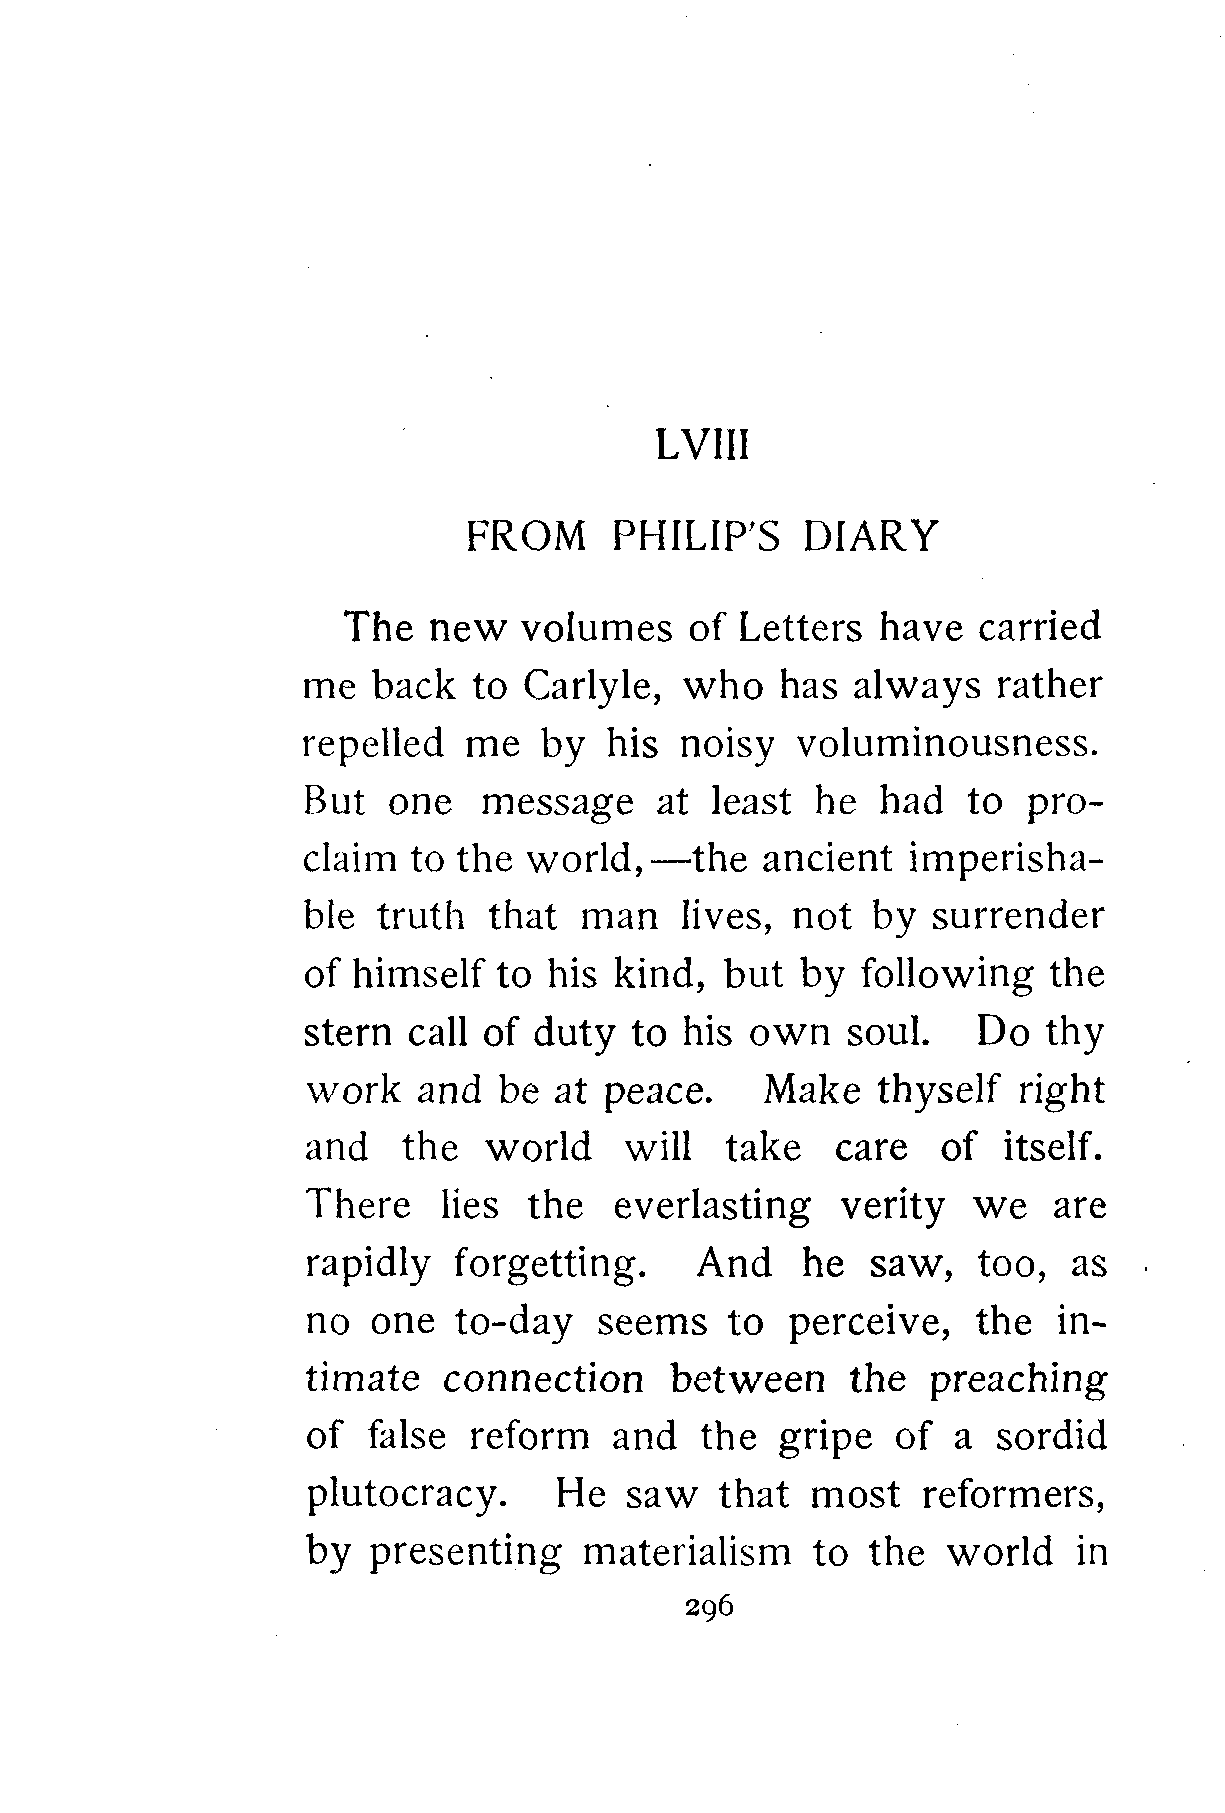 LVIII
FROM PHILIP'S DIARY
The new volumes of Letters have carried
me back to Carlyle, who has always rather
repelled me by his noisy voluminousness.
But one message at least he had to pro-
claim to the world,—the ancient imperisha-
ble truth that man lives, not by surrender
of himself to his kind, but by following the
stern call of duty to his own soul. Do thy
work and be at peace. Make thyself right
and the world will take care of itself.
There lies the everlasting verity we are
rapidly forgetting. And he saw, too, as
no one to-day seems to perceive, the in-
timate connection between the preaching
of false reform and the gripe of a sordid
plutocracy. He saw that most reformers,
by presenting materialism to the world in
296